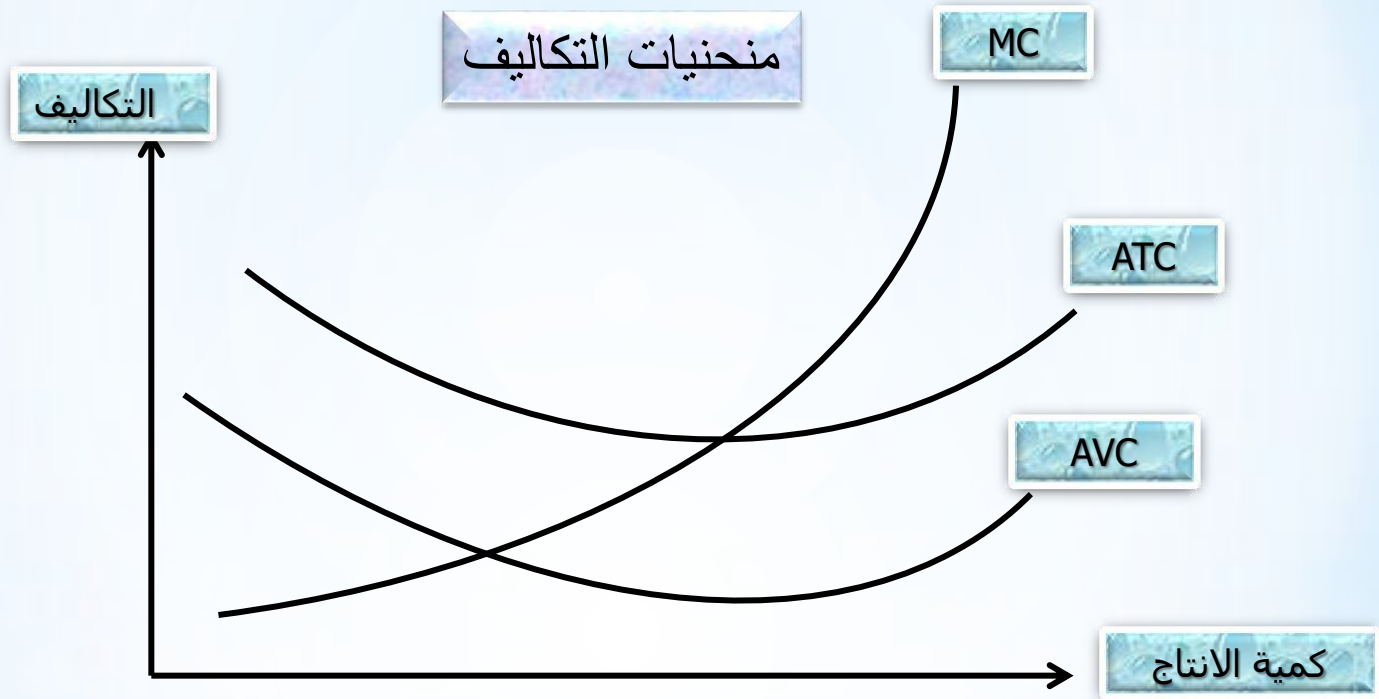 منحنيات التكاليف
MC
التكاليف
ATC
AVC
كمية الانتاج